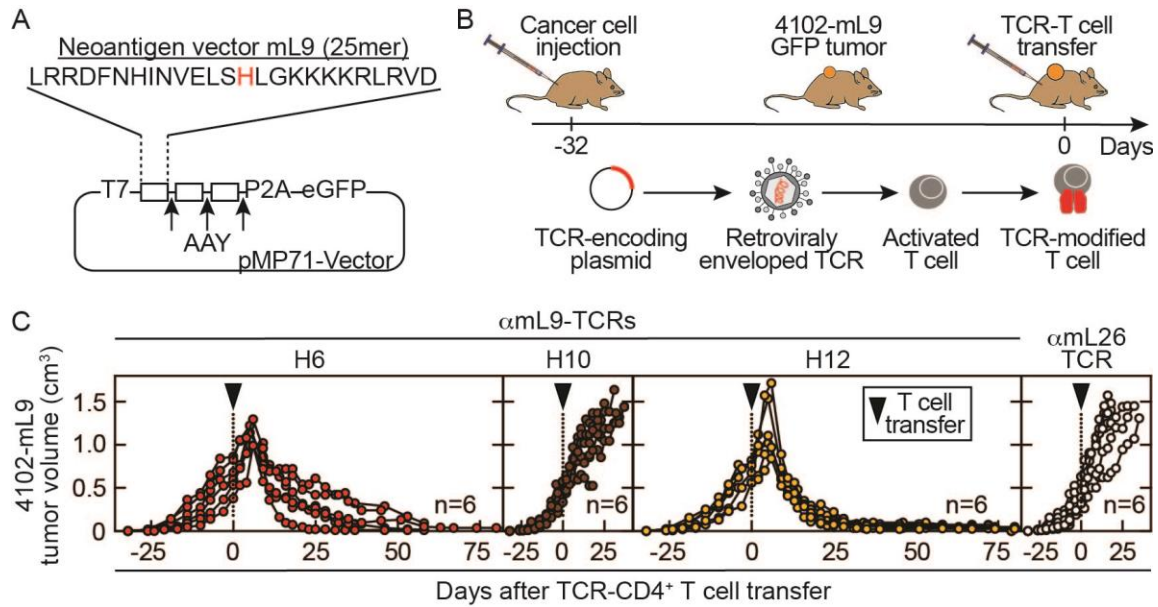 A
Neoantigen vector mL9 (25mer)
LRRDFNHINVELSHLGKKKKRLRVD
T7
P2A
eGFP
AAY
pMP71-Vector
B
Cancer cell
injection
4102-mL9
GFP tumor
TCR-T cell
transfer
-32
0
Days
TCR-encoding
plasmid
Retroviraly
enveloped TCR
Activated
T cell
TCR-modified
T cell
C
αmL9-TCRs
αmL26
TCR
H6
H10
H12
4102-mL9
tumor volume (cm³)
1.5
1.0
0.5
0
T cell
transfer
n=6
n=6
n=6
n=6
-25 0 25 50 75
0 25
-25 0 25 50 75
-25 0 25
Days after TCR-CD4⁺ T cell transfer